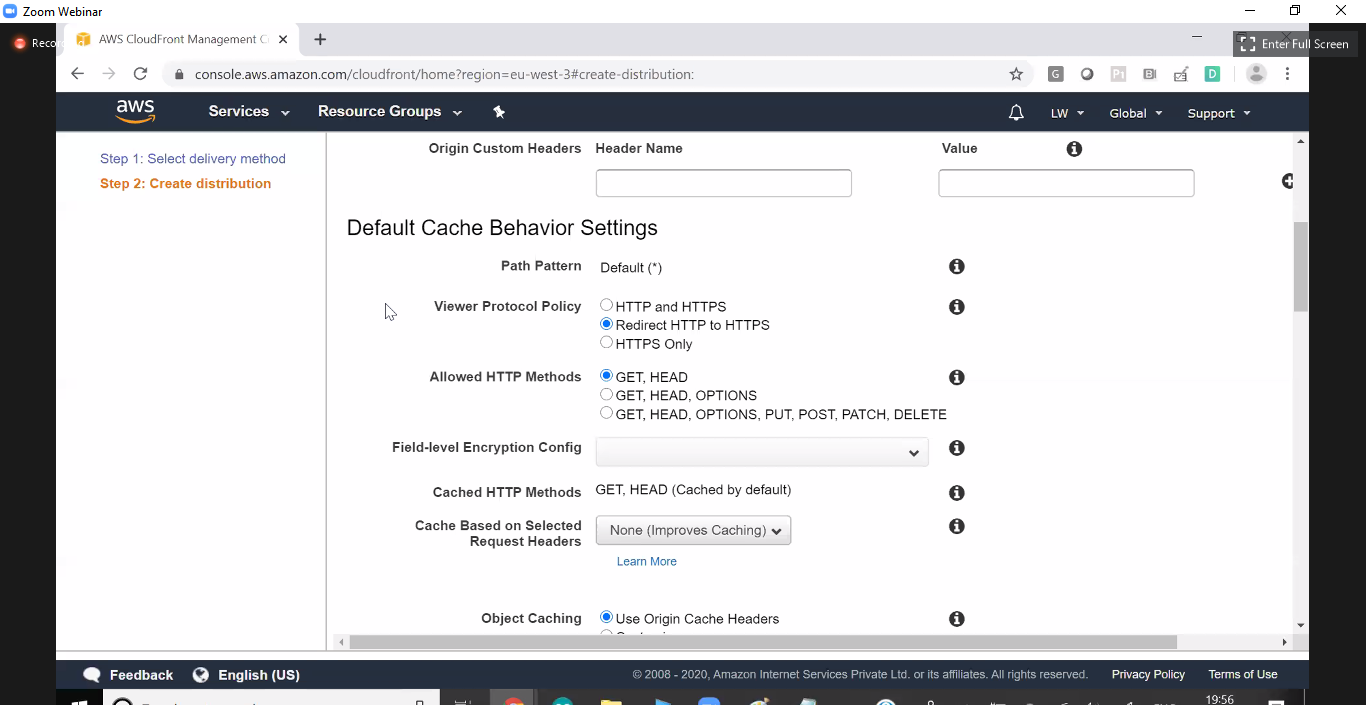 Zoom Webinar
Recor
AWS CloudFront Management C
Enter Full Screen
console.aws.amazon.com/cloudfront/home?region=eu-west-3#create-distribution:
aws
Services
Resource Groups
LW
Global
Support
Step 1: Select delivery method
Step 2: Create distribution
Origin Custom Headers
Header Name
Value
Default Cache Behavior Settings
Path Pattern
Default (*)
Viewer Protocol Policy
HTTP and HTTPS
Redirect HTTP to HTTPS
HTTPS Only
Allowed HTTP Methods
GET, HEAD
GET, HEAD, OPTIONS
GET, HEAD, OPTIONS, PUT, POST, PATCH, DELETE
Field-level Encryption Config
Cached HTTP Methods
GET, HEAD (Cached by default)
Cache Based on Selected
Request Headers
None (Improves Caching)
Learn More
Object Caching
Use Origin Cache Headers
Feedback
English (US)
© 2008 - 2020, Amazon Internet Services Private Ltd. or its affiliates. All rights reserved.
Privacy Policy
Terms of Use
19:56